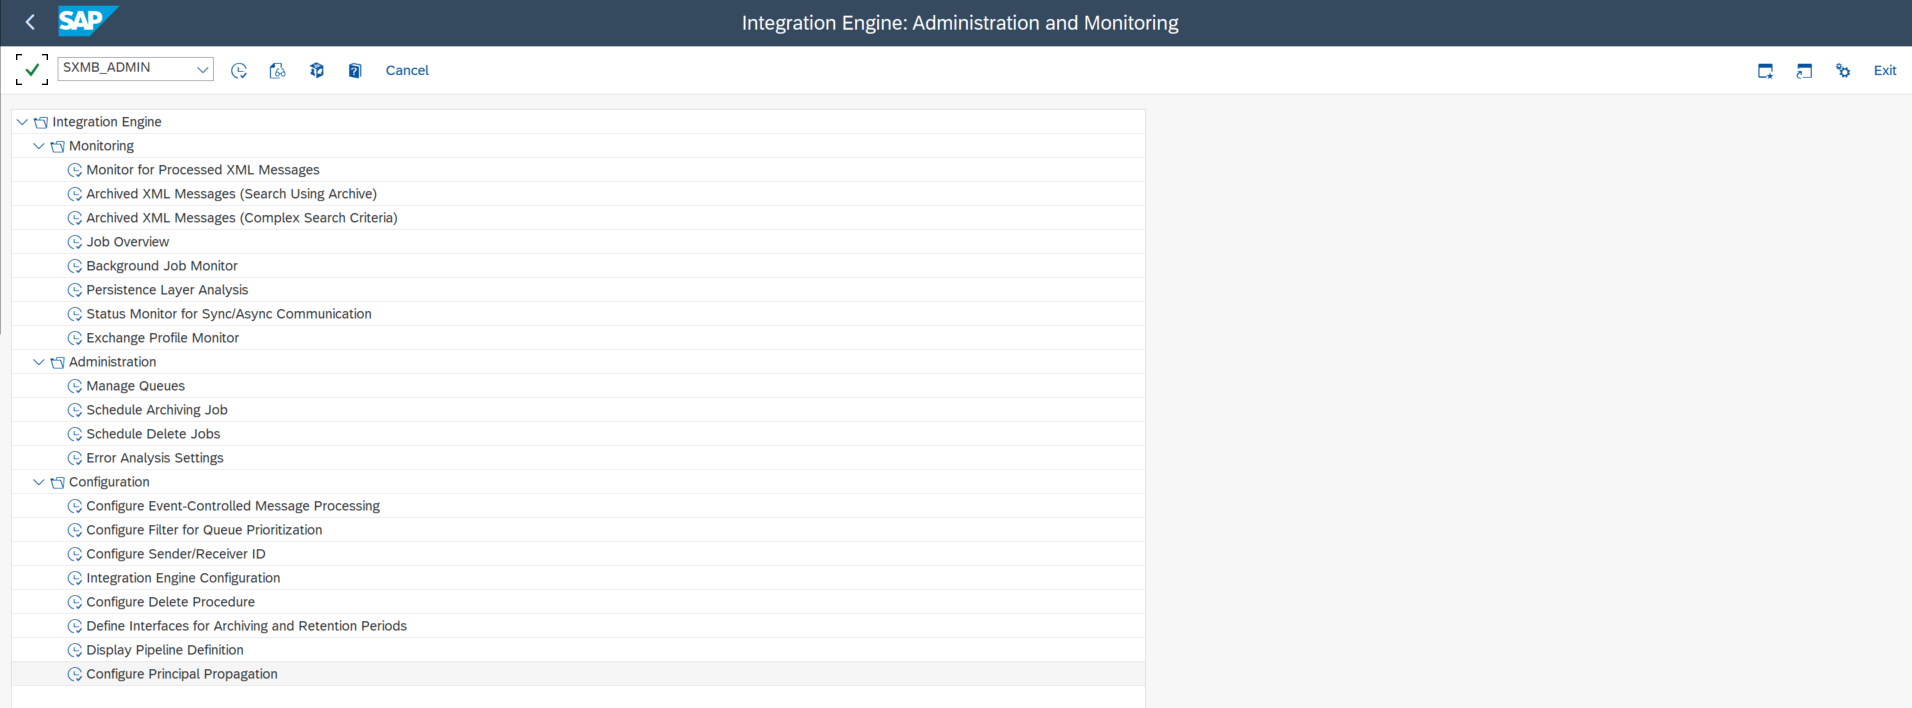 SAP
Integration Engine: Administration and Monitoring
SXMB_ADMIN
Cancel
Exit
Integration Engine
Monitoring
Monitor for Processed XML Messages
Archived XML Messages (Search Using Archive)
Archived XML Messages (Complex Search Criteria)
Job Overview
Background Job Monitor
Persistence Layer Analysis
Status Monitor for Sync/Async Communication
Exchange Profile Monitor
Administration
Manage Queues
Schedule Archiving Job
Schedule Delete Jobs
Error Analysis Settings
Configuration
Configure Event-Controlled Message Processing
Configure Filter for Queue Prioritization
Configure Sender/Receiver ID
Integration Engine Configuration
Configure Delete Procedure
Define Interfaces for Archiving and Retention Periods
Display Pipeline Definition
Configure Principal Propagation